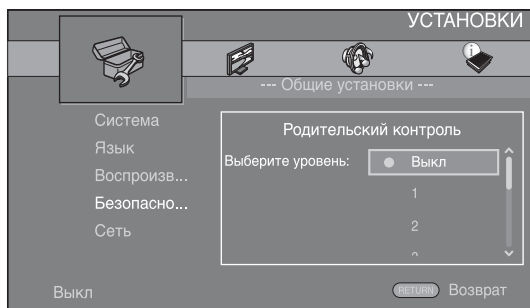 УСТАНОВКИ
--- Общие установки ---
Система
Язык
Воспроизв...
Безопасно...
Сеть
Родительский контроль
Выберите уровень:
Выкл
1
2
Выкл
RETURN Возврат